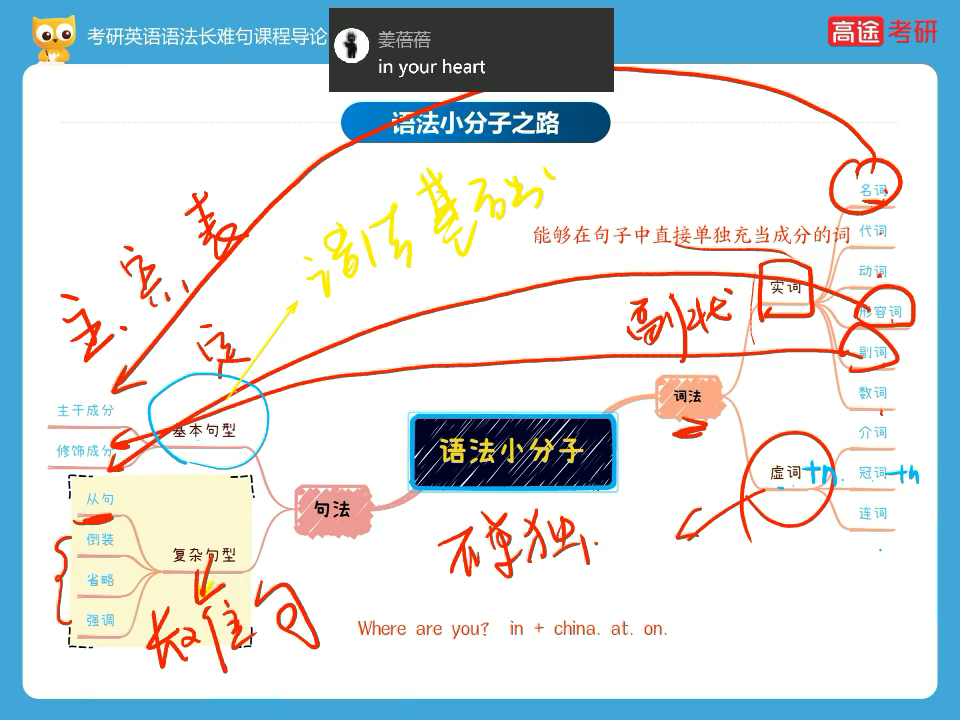 考研英语语法长难句课程导论
姜蓓蓓
in your heart
高途考研
语法小分子之路
语法基础
名词
能够在句子中直接单独充当成分的词
代词
主.宾.表
动词
实词
形容词
定
副状
副词
数词
词法
主干成分
基本句型
修饰成分
介词
语法小分子
虚词 +n.
冠词 +n
从句
句法
连词
倒装
不单独.
复杂句型
省略
强调
长难句
Where are you? in + china. at. on.